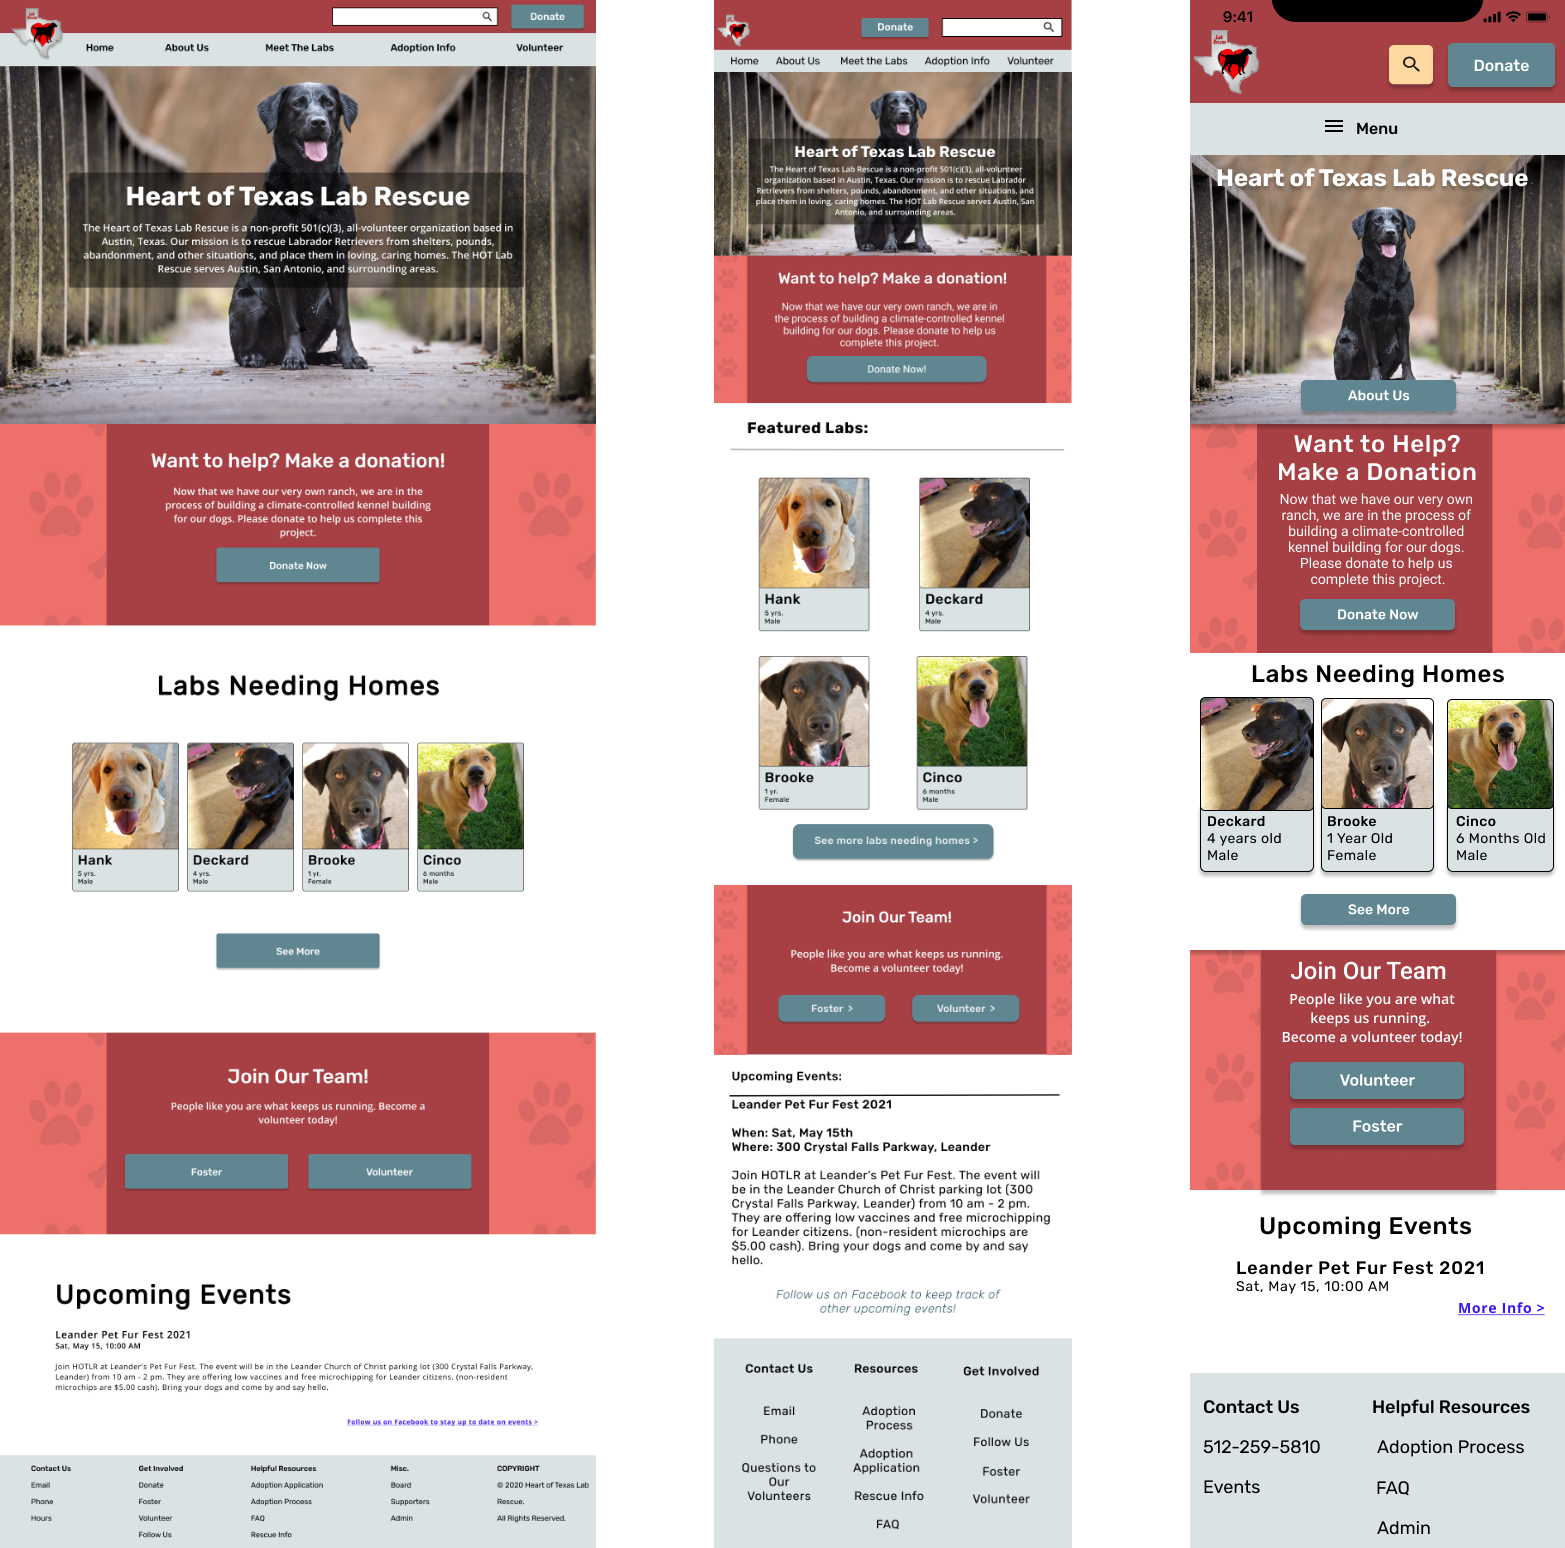 Donate
Home
About Us
Meet The Labs
Adoption Info
Volunteer
Heart of Texas Lab Rescue
The Heart of Texas Lab Rescue is a non-profit 501(c)(3), all-volunteer organization based in
Austin, Texas. Our mission is to rescue Labrador Retrievers from shelters, pounds,
abandonment, and other situations, and place them in loving, caring homes. The HOT Lab
Rescue serves Austin, San Antonio, and surrounding areas.
Want to help? Make a donation!
Now that we have our very own ranch, we are in the
process of building a climate-controlled kennel building
for our dogs. Please donate to help us complete this
project.
Donate Now
Labs Needing Homes
Hank
5 yrs.
Male
Deckard
4 yrs.
Male
Brooke
1 yr.
Female
Cinco
6 months
Male
See More
Join Our Team!
People like you are what keeps us running. Become a
volunteer today!
Foster
Volunteer
Upcoming Events
Leander Pet Fur Fest 2021
Sat, May 15, 10:00 AM
Join HOTLR at Leander's Pet Fur Fest. The event will be in the Leander Church of Christ parking lot (300 Crystal Falls Parkway,
Leander) from 10 am - 2 pm. They are offering low vaccines and free microchipping for Leander citizens. (non-resident
microchips are $5.00 cash). Bring your dogs and come by and say hello.
Follow us on Facebook to stay up to date on events >
Contact Us
Email
Phone
Hours
Get Involved
Donate
Foster
Volunteer
Follow Us
Helpful Resources
Adoption Application
Adoption Process
FAQ
Rescue Info
Misc.
Board
Supporters
Admin
COPYRIGHT
© 2020 Heart of Texas Lab
Rescue.
All Rights Reserved.
Donate
Home
About Us
Meet the Labs
Adoption Info
Volunteer
Heart of Texas Lab Rescue
The Heart of Texas Lab Rescue is a non-profit 501(c)(3), all-volunteer
organization based in Austin, Texas. Our mission is to rescue Labrador
Retrievers from shelters, pounds, abandonment, and other situations, and
place them in loving, caring homes. The HOT Lab Rescue serves Austin, San
Antonio, and surrounding areas.
Want to help? Make a donation!
Now that we have our very own ranch, we are in
the process of building a climate-controlled kennel
building for our dogs. Please donate to help us
complete this project.
Donate Now!
Featured Labs:
Hank
5 yrs.
Male
Deckard
4 yrs.
Male
Brooke
1 yr.
Female
Cinco
6 months
Male
See more labs needing homes >
Join Our Team!
People like you are what keeps us running.
Become a volunteer today!
Foster >
Volunteer >
Upcoming Events:
Leander Pet Fur Fest 2021
When: Sat, May 15th
Where: 300 Crystal Falls Parkway, Leander
Join HOTLR at Leander's Pet Fur Fest. The event will
be in the Leander Church of Christ parking lot (300
Crystal Falls Parkway, Leander) from 10 am - 2 pm.
They are offering low vaccines and free microchipping
for Leander citizens. (non-resident microchips are
$5.00 cash). Bring your dogs and come by and say
hello.
Follow us on Facebook to keep track of
other upcoming events!
Contact Us
Email
Phone
Questions to
Our
Volunteers
Resources
Adoption
Process
Adoption
Application
Rescue Info
FAQ
Get Involved
Donate
Follow Us
Foster
Volunteer
9:41
Lab
Rescue
Donate
Menu
Heart of Texas Lab Rescue
About Us
Want to Help?
Make a Donation
Now that we have our very own
ranch, we are in the process of
building a climate-controlled
kennel building for our dogs.
Please donate to help us
complete this project.
Donate Now
Labs Needing Homes
Deckard
4 years old
Male
Brooke
1 Year Old
Female
Cinco
6 Months Old
Male
See More
Join Our Team
People like you are what
keeps us running.
Become a volunteer today!
Volunteer
Foster
Upcoming Events
Leander Pet Fur Fest 2021
Sat, May 15, 10:00 AM
More Info >
Contact Us
512-259-5810
Events
Helpful Resources
Adoption Process
FAQ
Admin